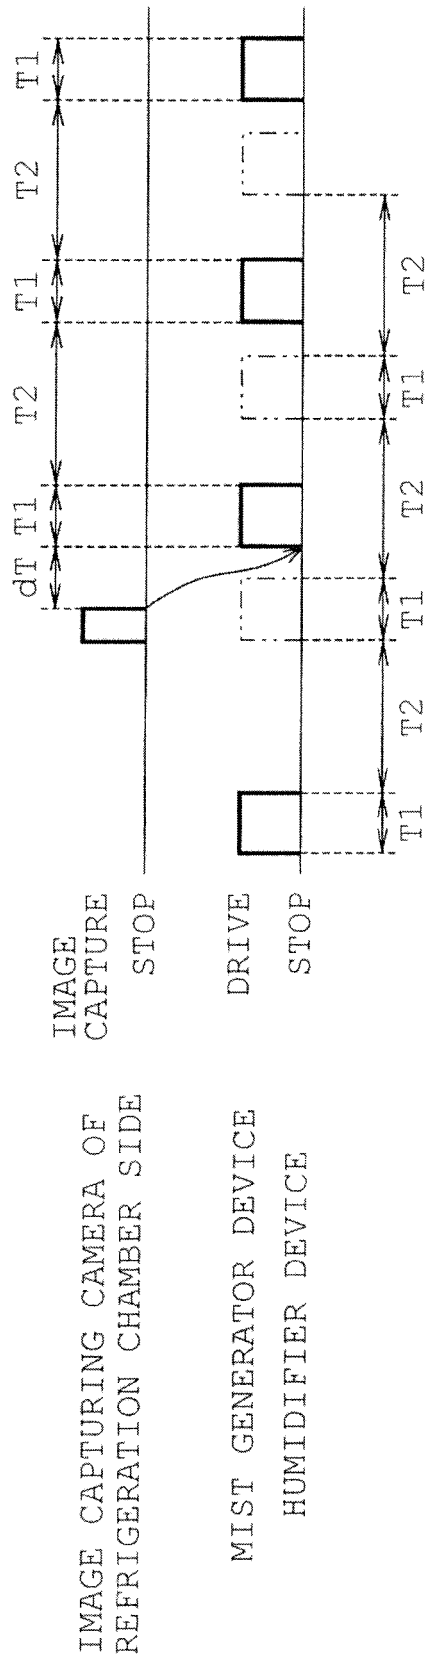 IMAGE CAPTURING CAMERA OF
REFRIGERATION CHAMBER SIDE
IMAGE
CAPTURE
STOP
dT T1 T2 T1 T2 T1
MIST GENERATOR DEVICE
HUMIDIFIER DEVICE
DRIVE
STOP
T1 T2 T1 T2 T1 T2